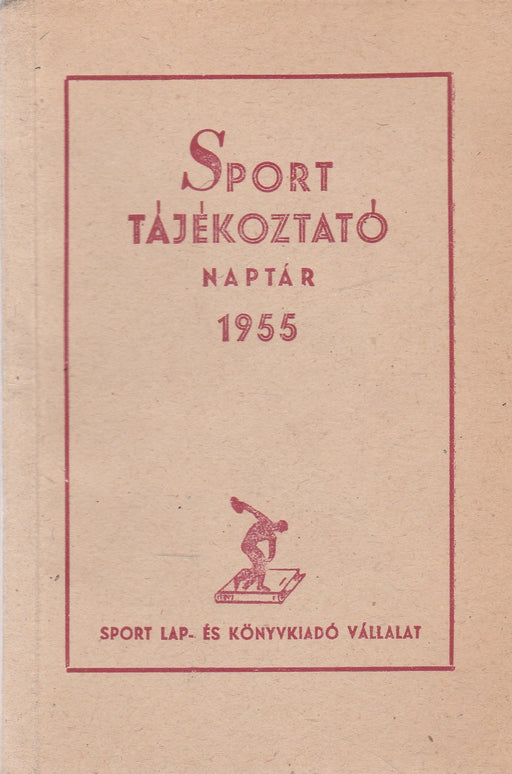 SPORT
TÁJÉKOZTATÓ
NAPTÁR
1955
SPORT LAP- ÉS KÖNYVKIADÓ VÁLLALAT